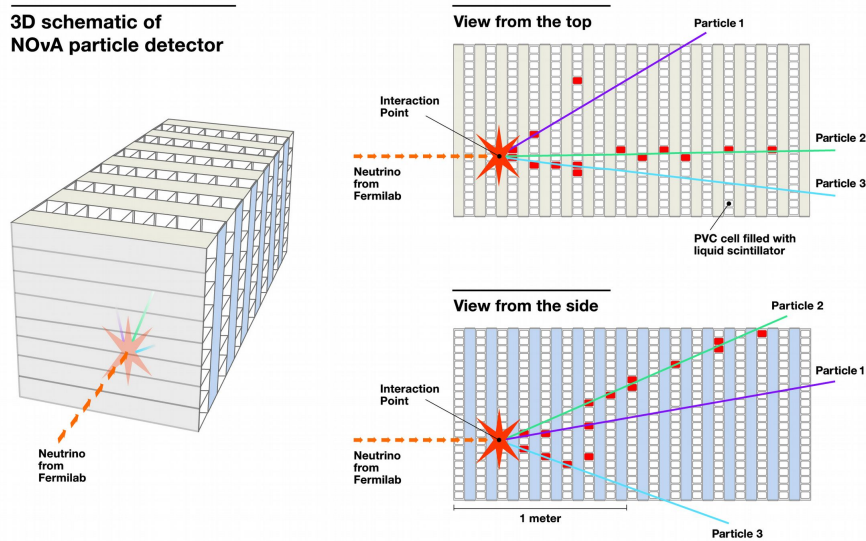 3D schematic of
NOνA particle detector
Neutrino
from
Fermilab
View from the top
Particle 1
Interaction
Point
Particle 2
Neutrino
from
Fermilab
Particle 3
PVC cell filled with
liquid scintillator
View from the side
Particle 2
Particle 1
Interaction
Point
Neutrino
from
Fermilab
1 meter
Particle 3